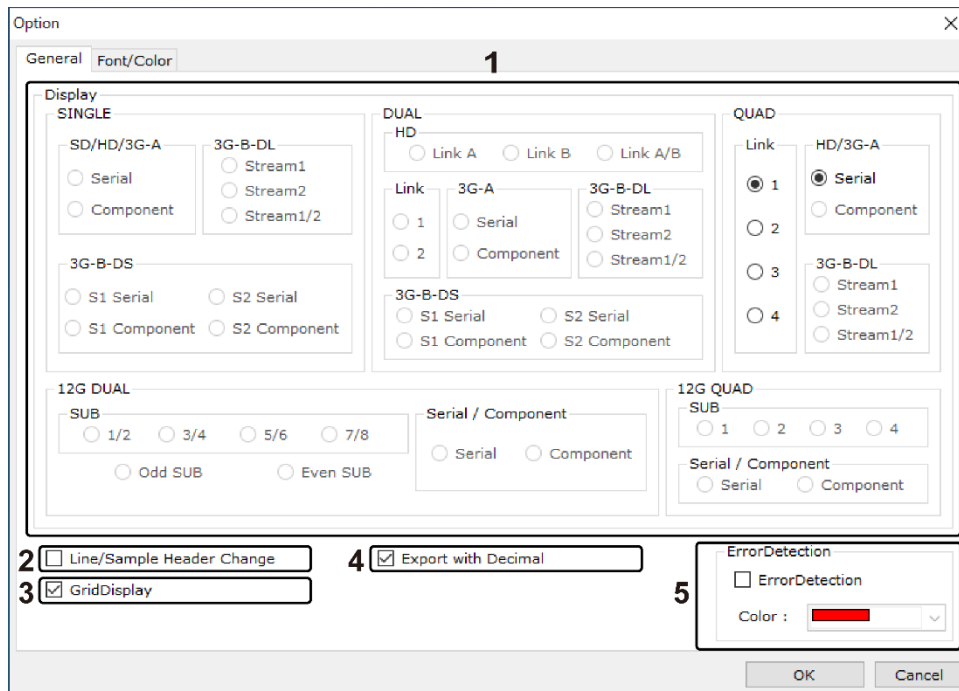 Option
General Font/Color
1
Display
SINGLE
SD/HD/3G-A
Serial
Component
3G-B-DL
Stream1
Stream2
Stream1/2
3G-B-DS
S1 Serial S2 Serial
S1 Component S2 Component
DUAL
HD
Link A Link B Link A/B
Link
1
2
3G-A
Serial
Component
3G-B-DL
Stream1
Stream2
Stream1/2
3G-B-DS
S1 Serial S2 Serial
S1 Component S2 Component
QUAD
Link
1
2
3
4
HD/3G-A
Serial
Component
3G-B-DL
Stream1
Stream2
Stream1/2
12G DUAL
SUB
1/2 3/4 5/6 7/8
Odd SUB Even SUB
Serial / Component
Serial Component
12G QUAD
SUB
1 2 3 4
Serial / Component
Serial Component
2 Line/Sample Header Change
3 GridDisplay
4 Export with Decimal
5
ErrorDetection
ErrorDetection
Color :
OK Cancel